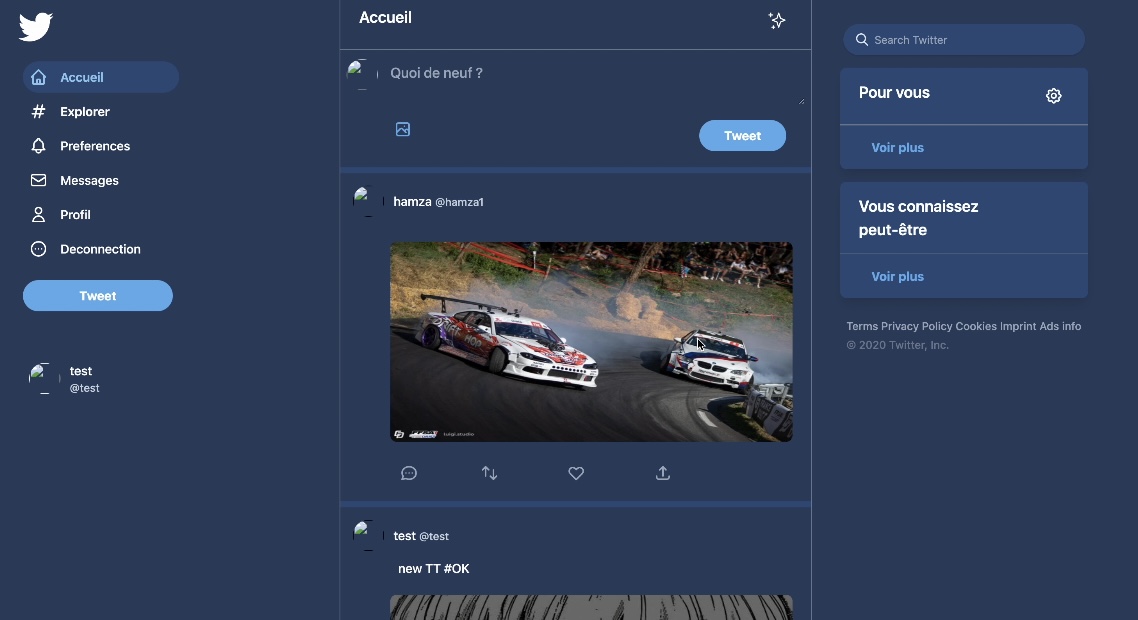 Accueil
Explorer
Preferences
Messages
Profil
Deconnection
Tweet
test
@test
Accueil
Quoi de neuf ?
Tweet
hamza @hamza1
luigi.studio
test @test
new TT #OK
Search Twitter
Pour vous
Voir plus
Vous connaissez
peut-être
Voir plus
Terms Privacy Policy Cookies Imprint Ads info
© 2020 Twitter, Inc.